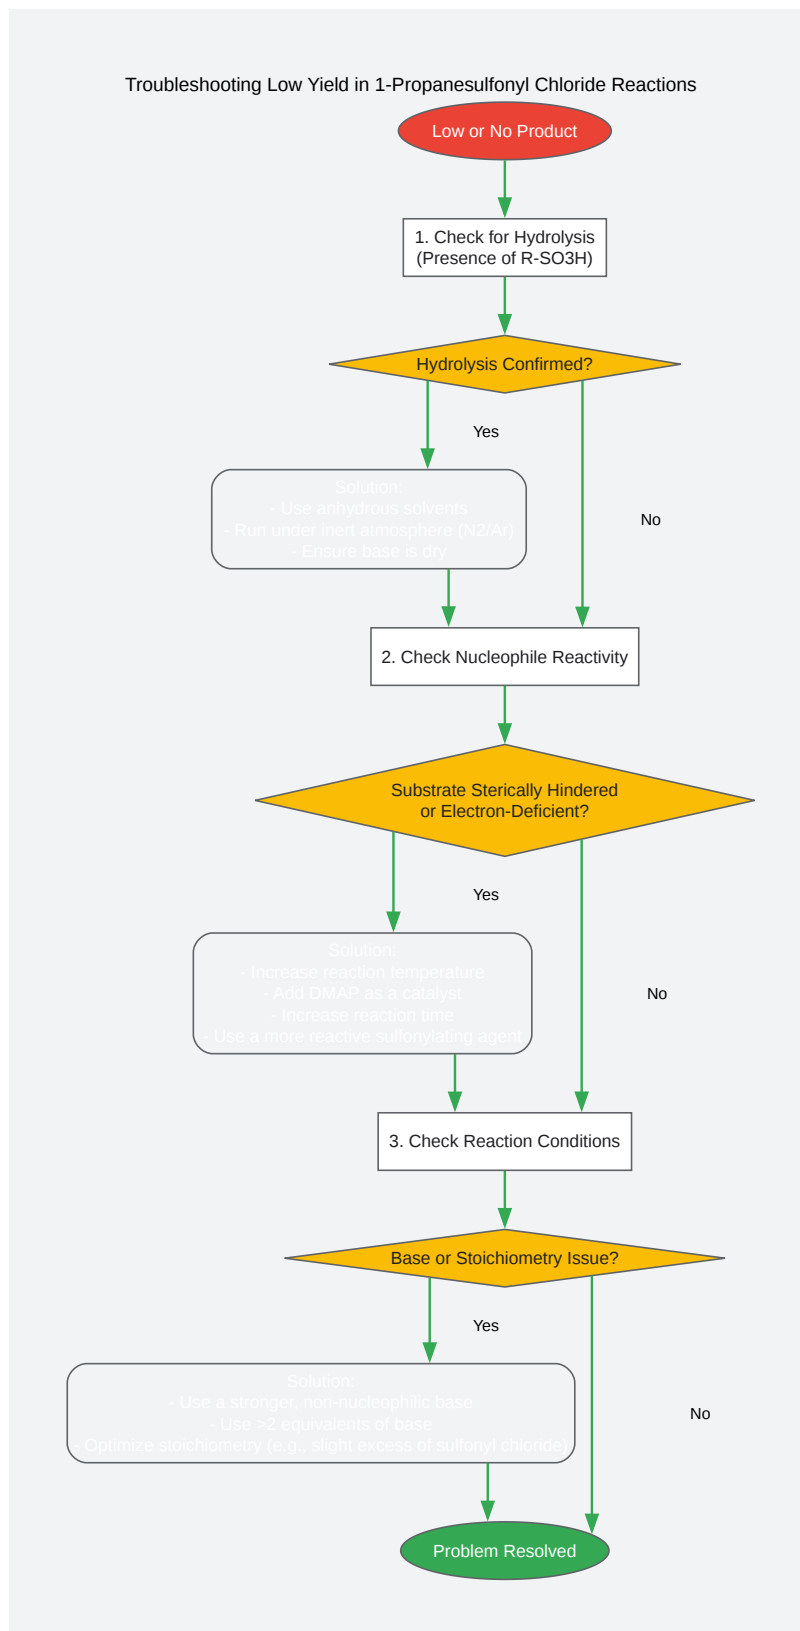 Troubleshooting Low Yield in 1-Propanesulfonyl Chloride Reactions
Low or No Product
1. Check for Hydrolysis
(Presence of R-SO3H)
Hydrolysis Confirmed?
Yes
Solution:
- Use anhydrous solvents
- Run under inert atmosphere (N2/Ar)
- Ensure base is dry
No
2. Check Nucleophile Reactivity
Substrate Sterically Hindered
or Electron-Deficient?
Yes
Solution:
- Increase reaction temperature
- Add DMAP as a catalyst
- Increase reaction time
- Use a more reactive sulfonylating agent
No
3. Check Reaction Conditions
Base or Stoichiometry Issue?
Yes
Solution:
- Use a stronger, non-nucleophilic base
- Use >2 equivalents of base
- Optimize stoichiometry (e.g., slight excess of sulfonyl chloride)
No
Problem Resolved